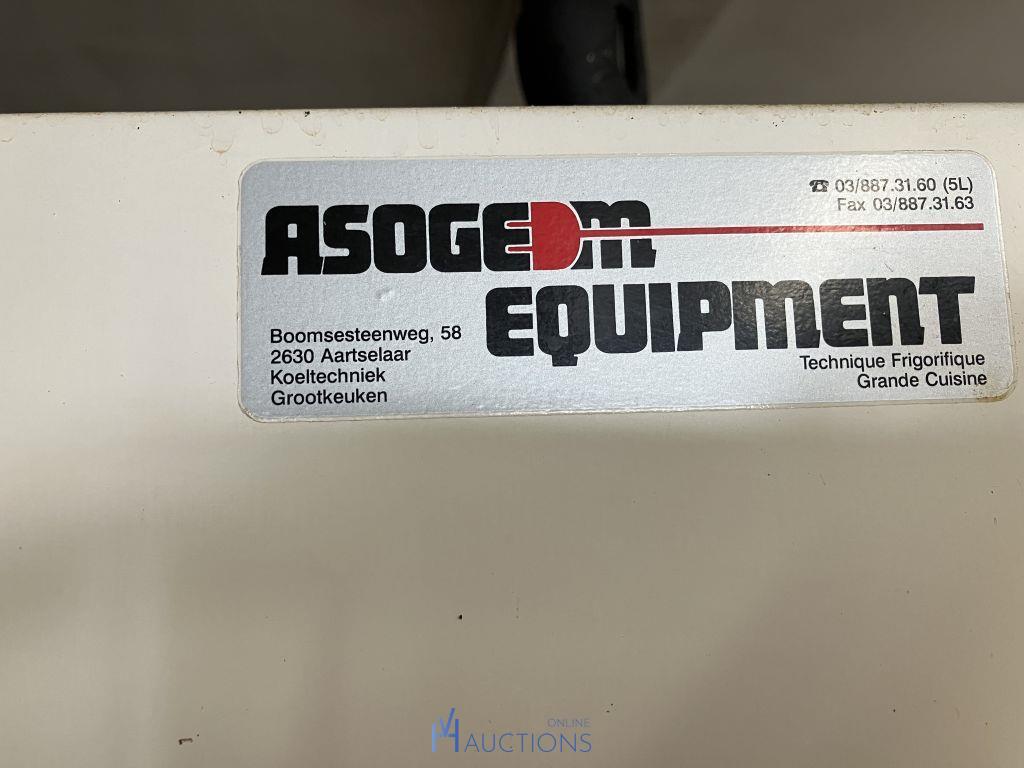 ☎ 03/887.31.60 (5L)
Fax 03/887.31.63
ASOGEDM
EQUIPMENT
Boomsesteenweg, 58
2630 Aartselaar
Koeltechniek
Grootkeuken
Technique Frigorifique
Grande Cuisine
ONLINE
AUCTIONS